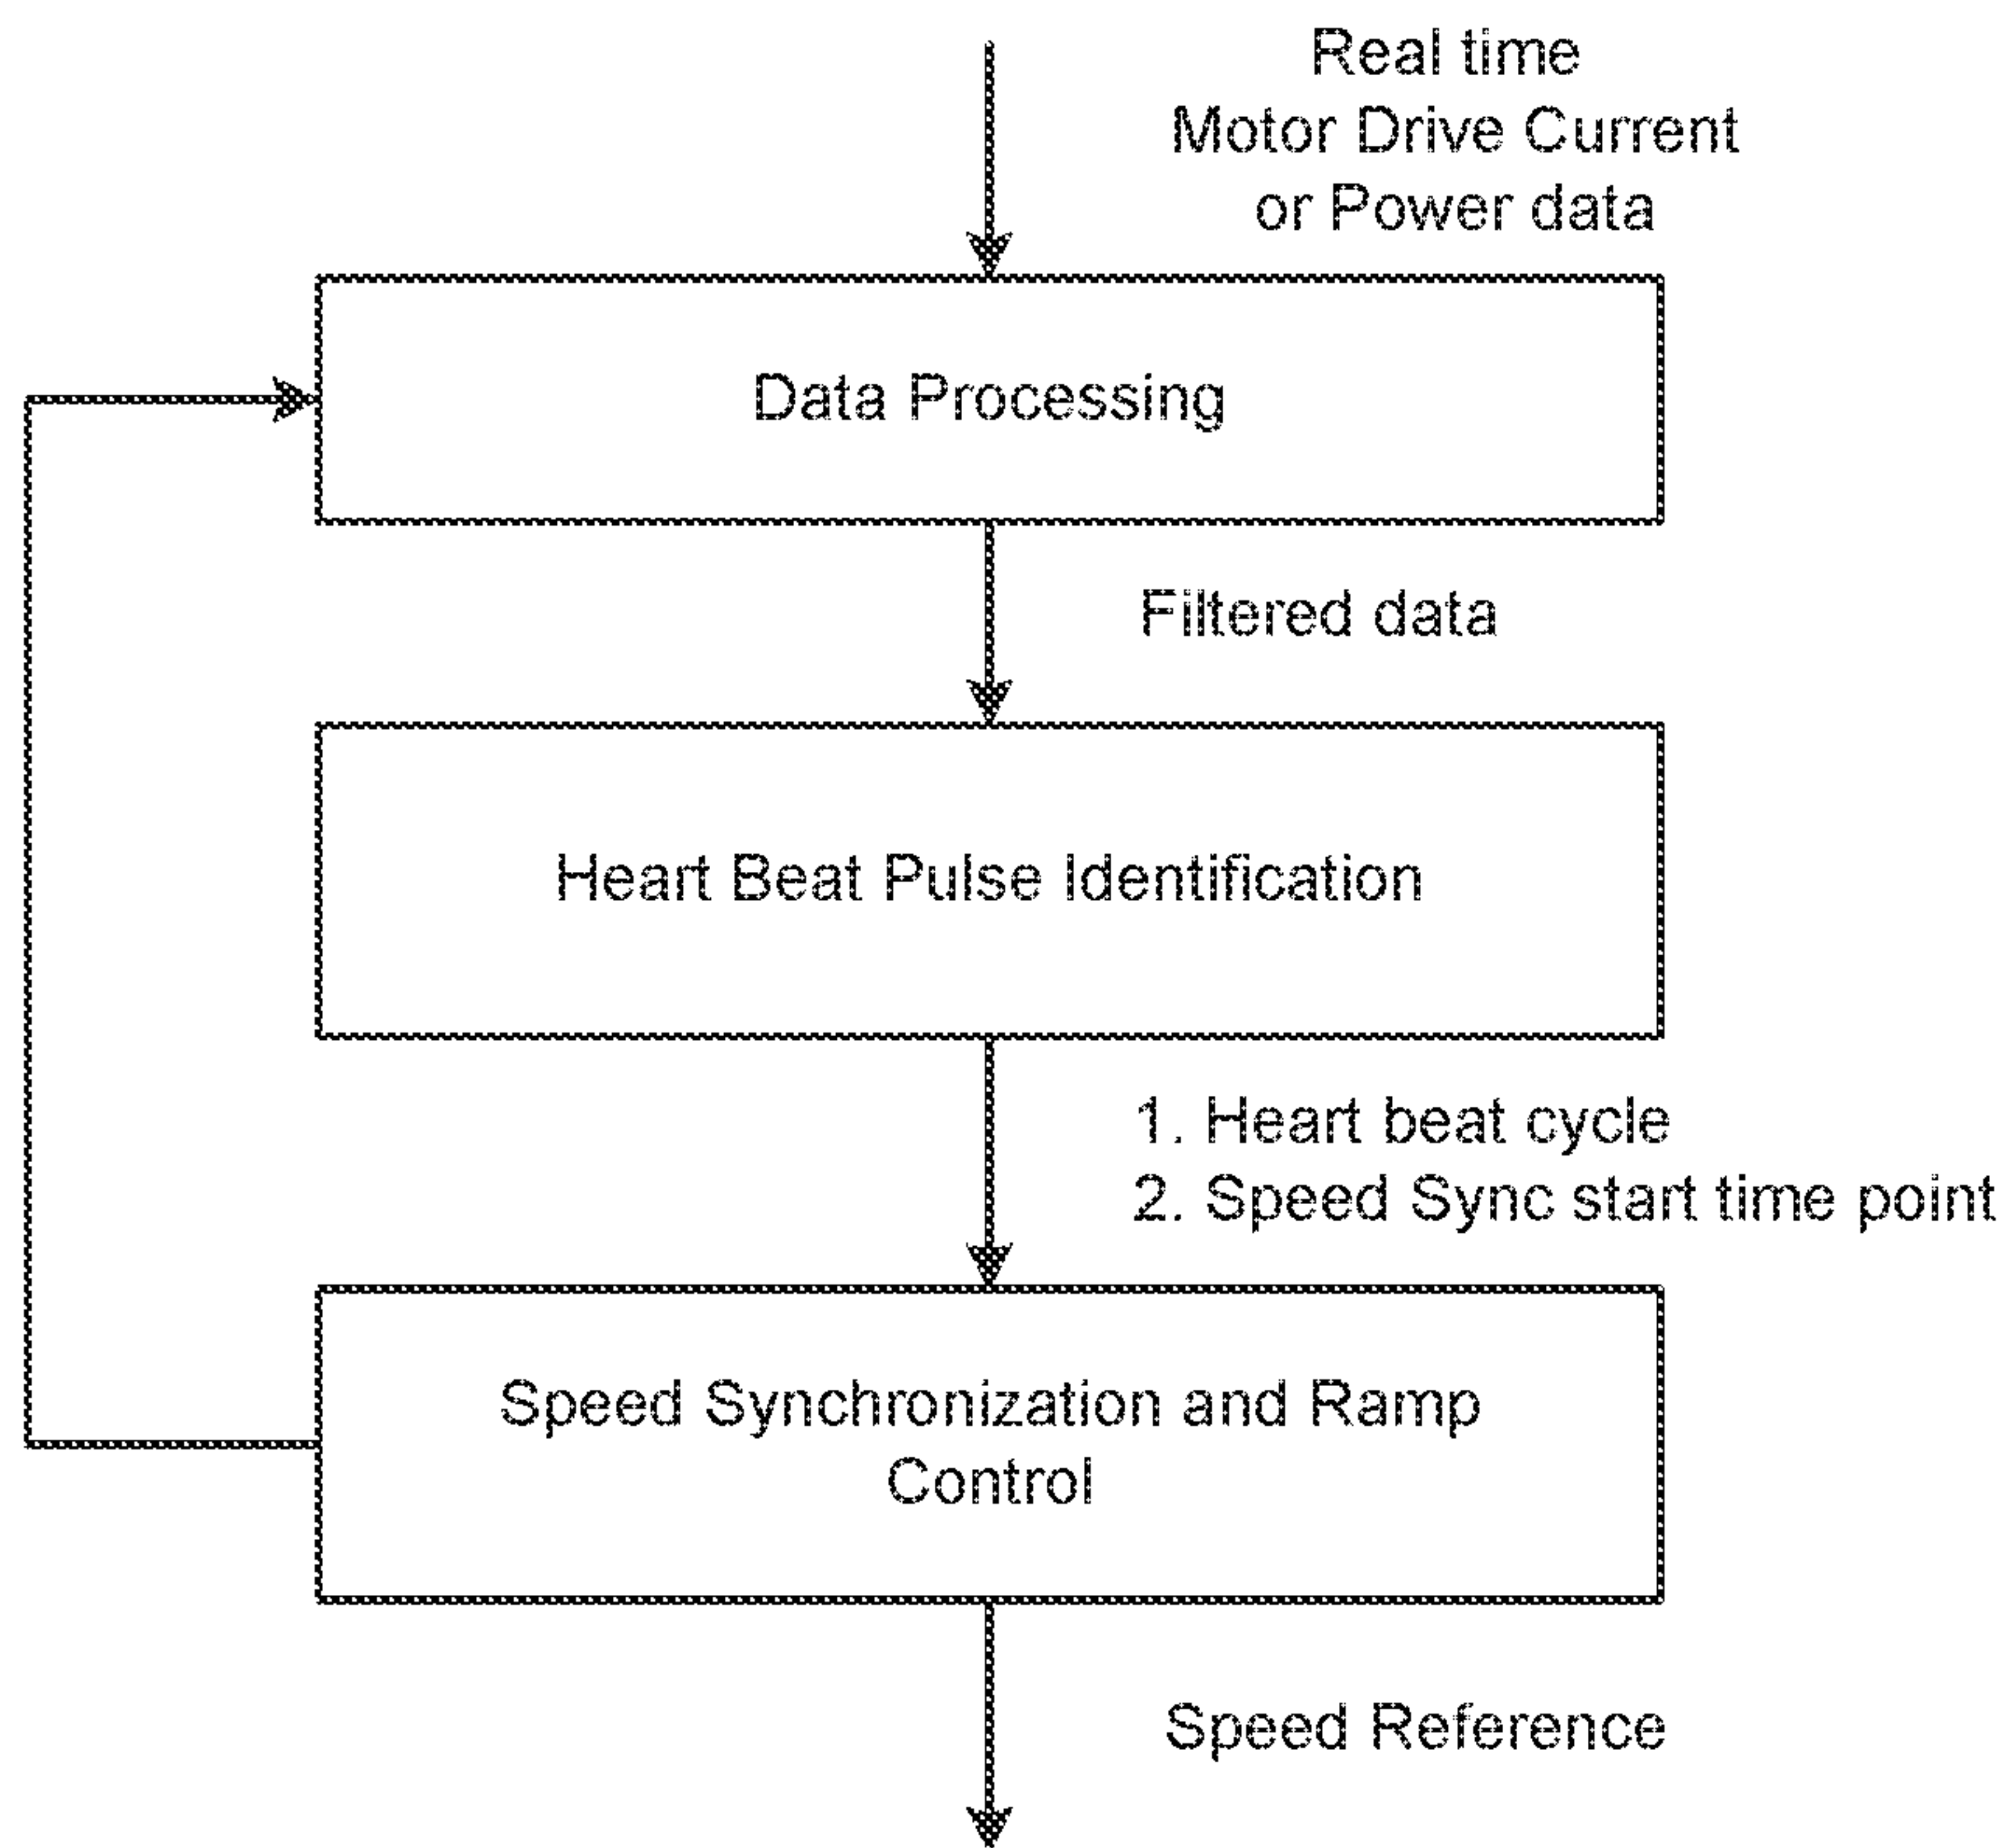 Real time
Motor Drive Current
or Power data
Data Processing
Filtered data
Heart Beat Pulse Identification
1. Heart beat cycle
2. Speed Sync start time point
Speed Synchronization and Ramp
Control
Speed Reference